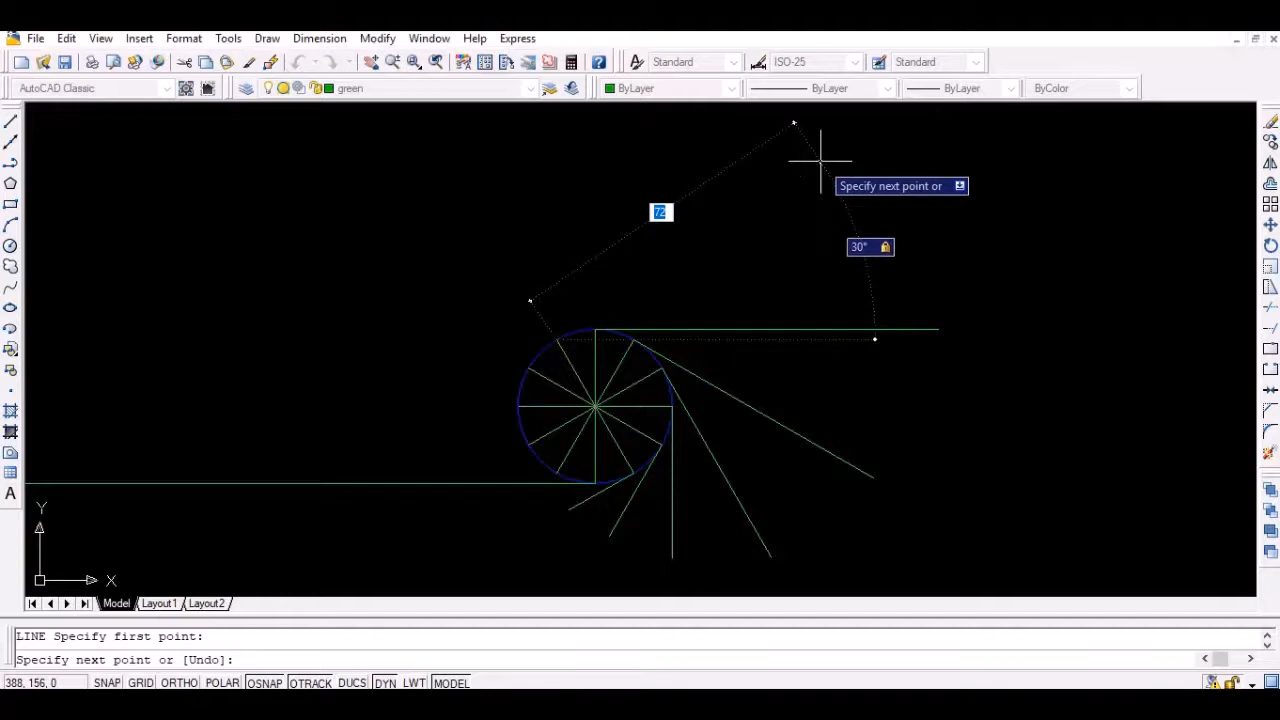 File Edit View Insert Format Tools Draw Dimension Modify Window Help Express
Standard ISO-25 Standard
AutoCAD Classic green ByLayer ByLayer ByLayer ByColor
Specify next point or
72
30°
Y
X
A
Model Layout1 Layout2
LINE Specify first point:
Specify next point or [Undo]:
388, 156, 0 SNAP GRID ORTHO POLAR OSNAP OTRACK DUCS DYN LWT MODEL